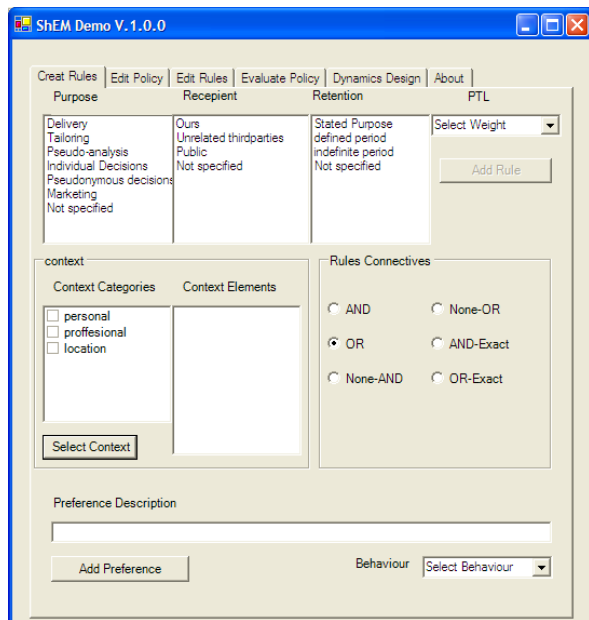 ShEM Demo V.1.0.0
Creat Rules Edit Policy Edit Rules Evaluate Policy Dynamics Design About
Purpose Recepient Retention PTL
Delivery
Tailoring
Pseudo-analysis
Individual Decisions
Pseudonymous decisions
Marketing
Not specified
Ours
Unrelated thirdparties
Public
Not specified
Stated Purpose
defined period
indefinite period
Not specified
Select Weight
Add Rule
context
Context Categories Context Elements
personal
proffesional
location
Select Context
Rules Connectives
AND None-OR
OR AND-Exact
None-AND OR-Exact
Preference Description
Add Preference
Behaviour Select Behaviour